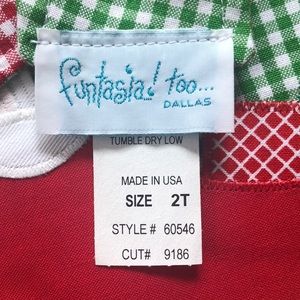 funtasia! too...
DALLAS
TUMBLE DRY LOW
MADE IN USA
SIZE 2T
STYLE # 60546
CUT# 9186